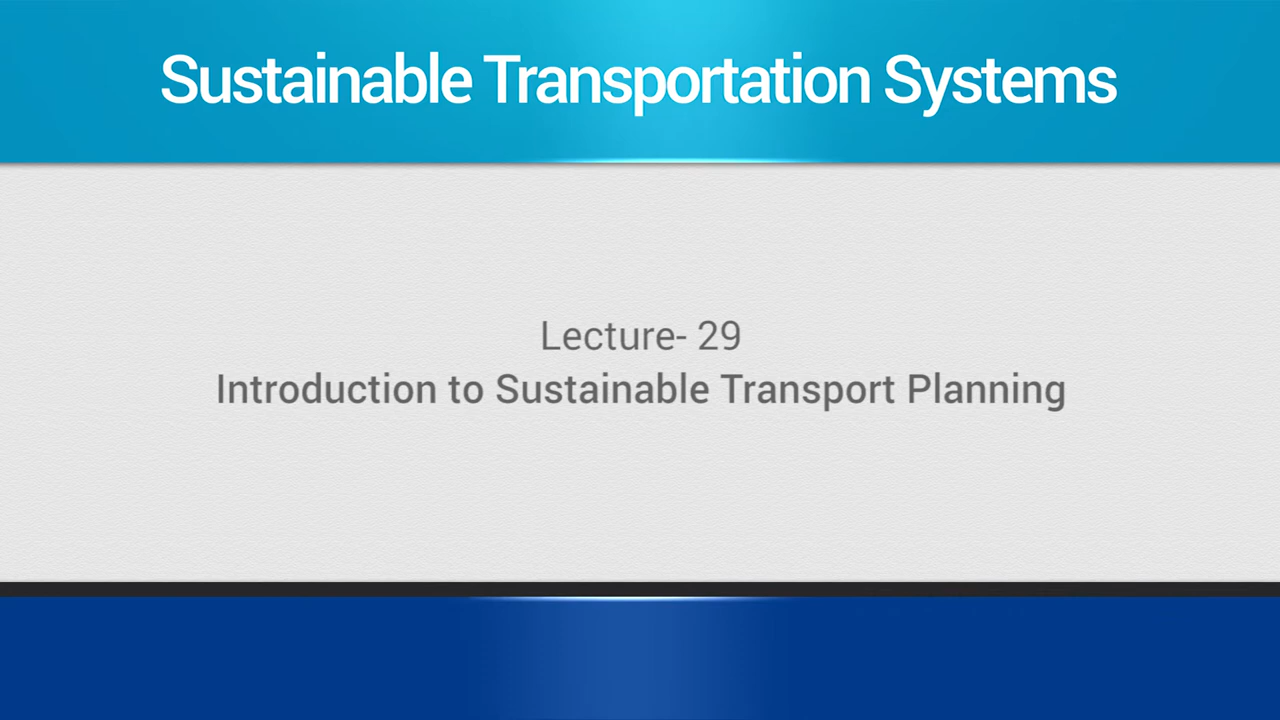 Sustainable Transportation Systems
Lecture- 29
Introduction to Sustainable Transport Planning